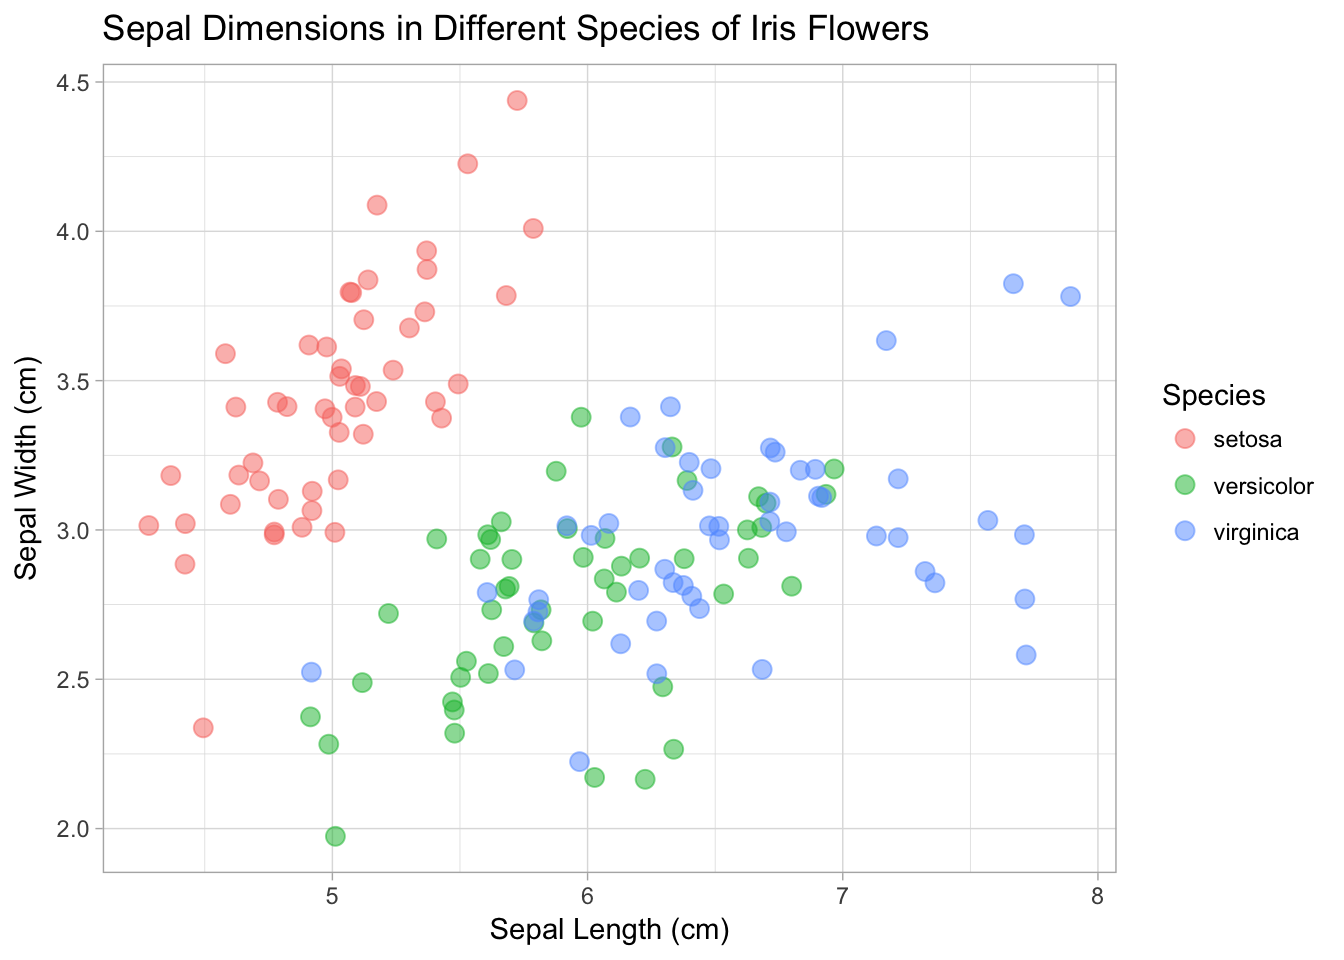 Sepal Dimensions in Different Species of Iris Flowers
4.5
4.0
3.5
3.0
2.5
2.0
Sepal Width (cm)
5 6 7 8
Sepal Length (cm)
Species
setosa
versicolor
virginica